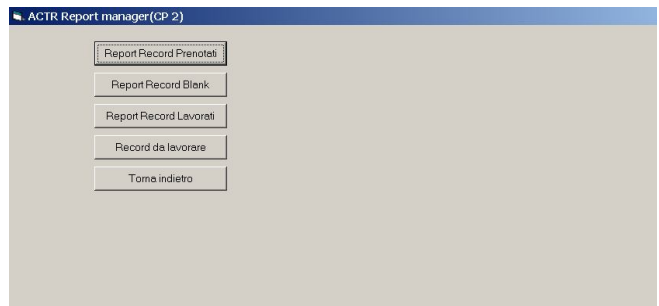 ACTR Report manager(CP 2)
Report Record Prenotati
Report Record Blank
Report Record Lavorati
Record da lavorare
Torna indietro